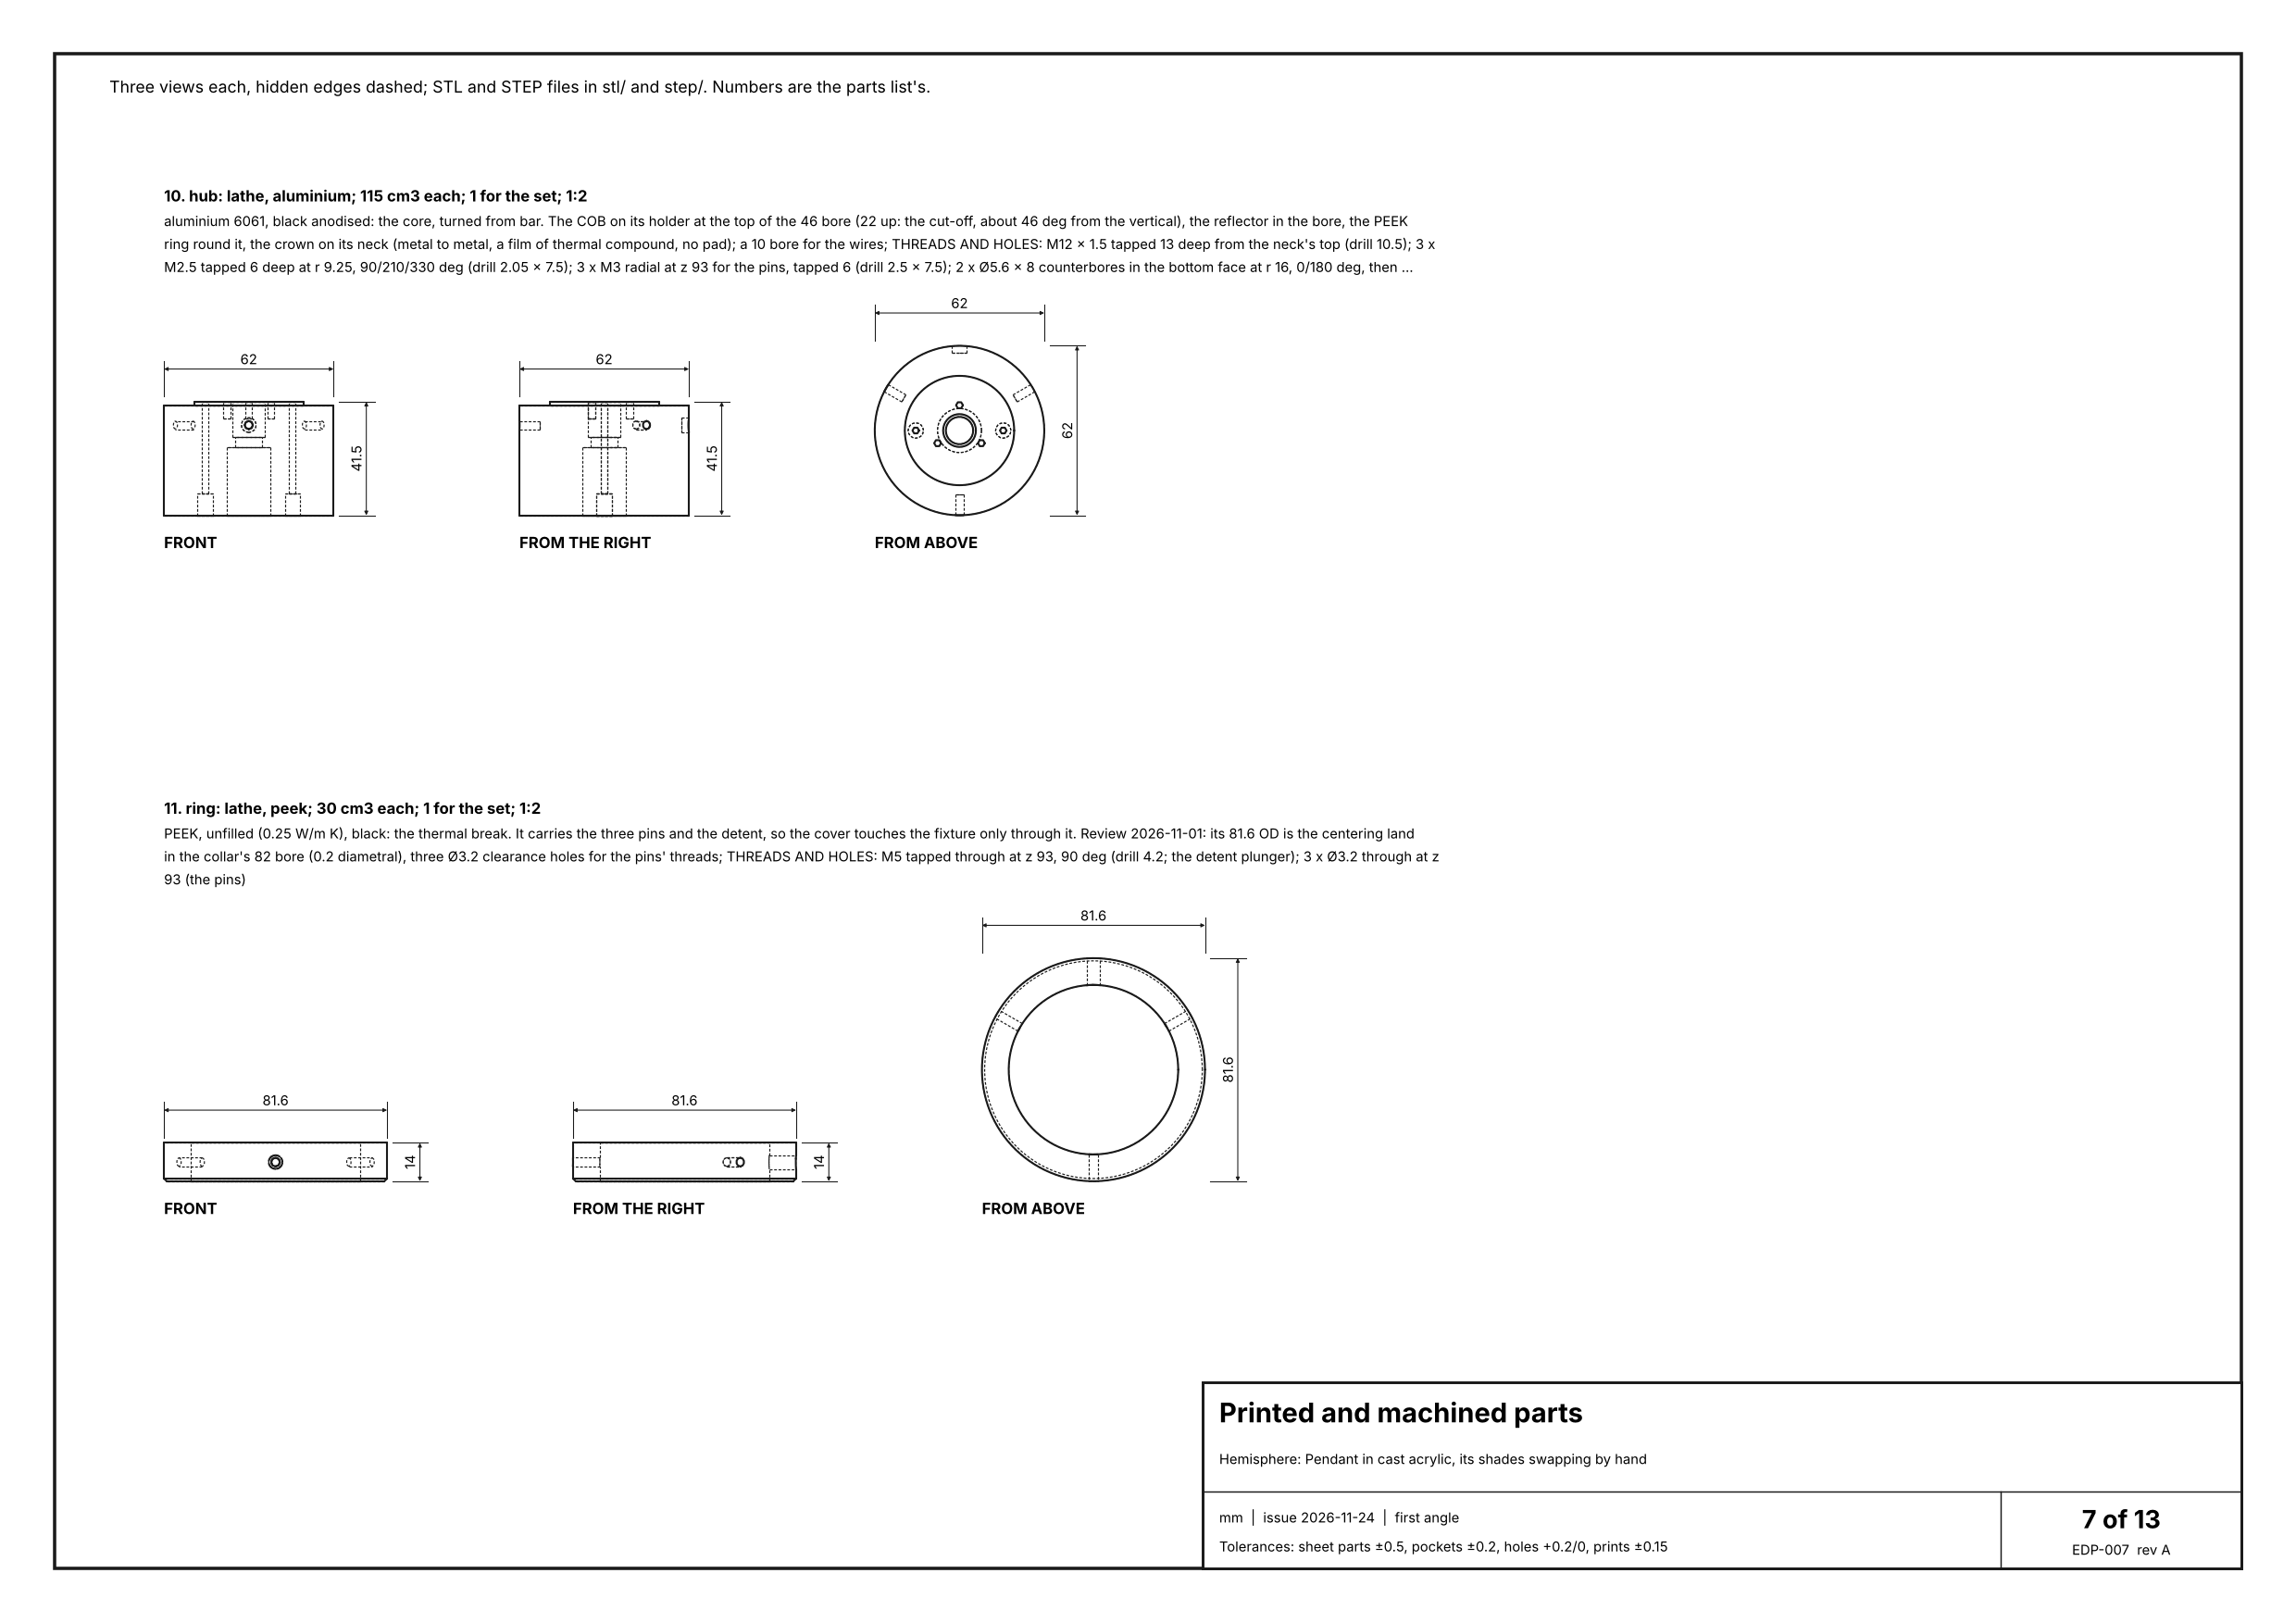 Three views each, hidden edges dashed; STL and STEP files in stl/ and step/. Numbers are the parts list's.
10. hub: lathe, aluminium; 115 cm3 each; 1 for the set; 1:2
aluminium 6061, black anodised: the core, turned from bar. The COB on its holder at the top of the 46 bore (22 up: the cut-off, about 46 deg from the vertical), the reflector in the bore, the PEEK
ring round it, the crown on its neck (metal to metal, a film of thermal compound, no pad); a 10 bore for the wires; THREADS AND HOLES: M12 × 1.5 tapped 13 deep from the neck's top (drill 10.5); 3 x
M2.5 tapped 6 deep at r 9.25, 90/210/330 deg (drill 2.05 × 7.5); 3 x M3 radial at z 93 for the pins, tapped 6 (drill 2.5 × 7.5); 2 x Ø5.6 × 8 counterbores in the bottom face at r 16, 0/180 deg, then ...
62
41.5
FRONT
62
41.5
FROM THE RIGHT
62
62
FROM ABOVE
11. ring: lathe, peek; 30 cm3 each; 1 for the set; 1:2
PEEK, unfilled (0.25 W/m K), black: the thermal break. It carries the three pins and the detent, so the cover touches the fixture only through it. Review 2026-11-01: its 81.6 OD is the centering land
in the collar's 82 bore (0.2 diametral), three Ø3.2 clearance holes for the pins' threads; THREADS AND HOLES: M5 tapped through at z 93, 90 deg (drill 4.2; the detent plunger); 3 x Ø3.2 through at z
93 (the pins)
81.6
14
FRONT
81.6
14
FROM THE RIGHT
81.6
81.6
FROM ABOVE
Printed and machined parts
Hemisphere: Pendant in cast acrylic, its shades swapping by hand
mm | issue 2026-11-24 | first angle
Tolerances: sheet parts ±0.5, pockets ±0.2, holes +0.2/0, prints ±0.15
7 of 13
EDP-007 rev A